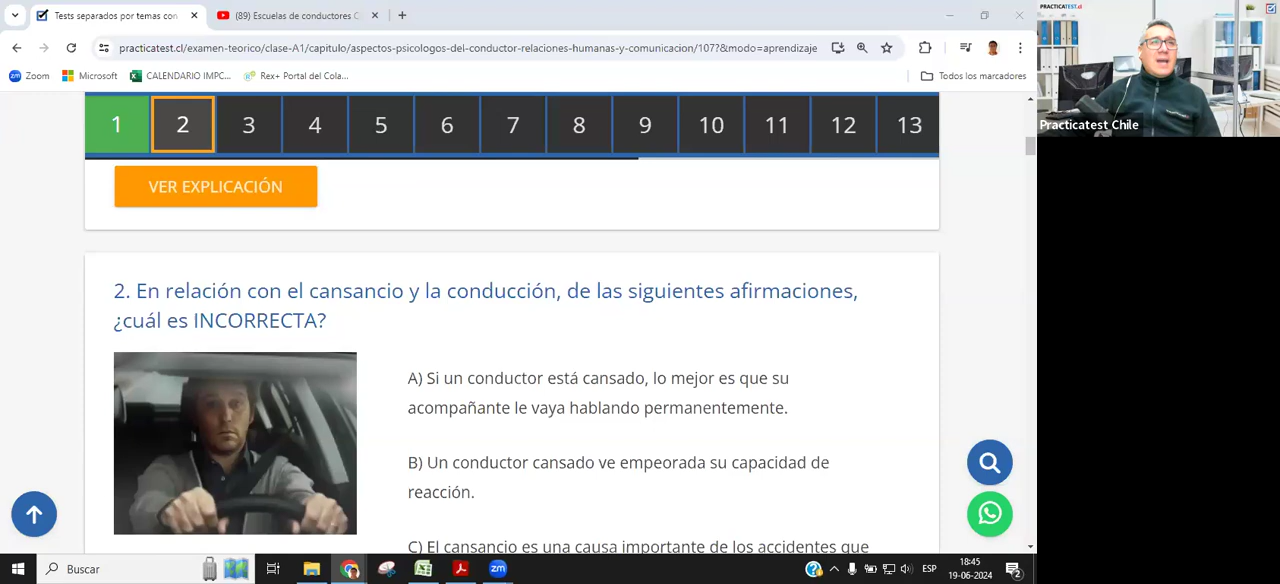 Tests separados por temas con
(89) Escuelas de conductores C
practicatest.cl/examen-teorico/clase-A1/capitulo/aspectos-psicologos-del-conductor-relaciones-humanas-y-comunicacion/107?&modo=aprendizaje
Zoom
Microsoft
CALENDARIO IMPC...
Rex+ Portal del Cola...
Todos los marcadores
PRACTICATEST.cl
Practicatest Chile
1 2 3 4 5 6 7 8 9 10 11 12 13
VER EXPLICACIÓN
2. En relación con el cansancio y la conducción, de las siguientes afirmaciones,
¿cuál es INCORRECTA?
A) Si un conductor está cansado, lo mejor es que su
acompañante le vaya hablando permanentemente.
B) Un conductor cansado ve empeorada su capacidad de
reacción.
C) El cansancio es una causa importante de los accidentes que
Buscar
ESP
18:45
19-06-2024
2